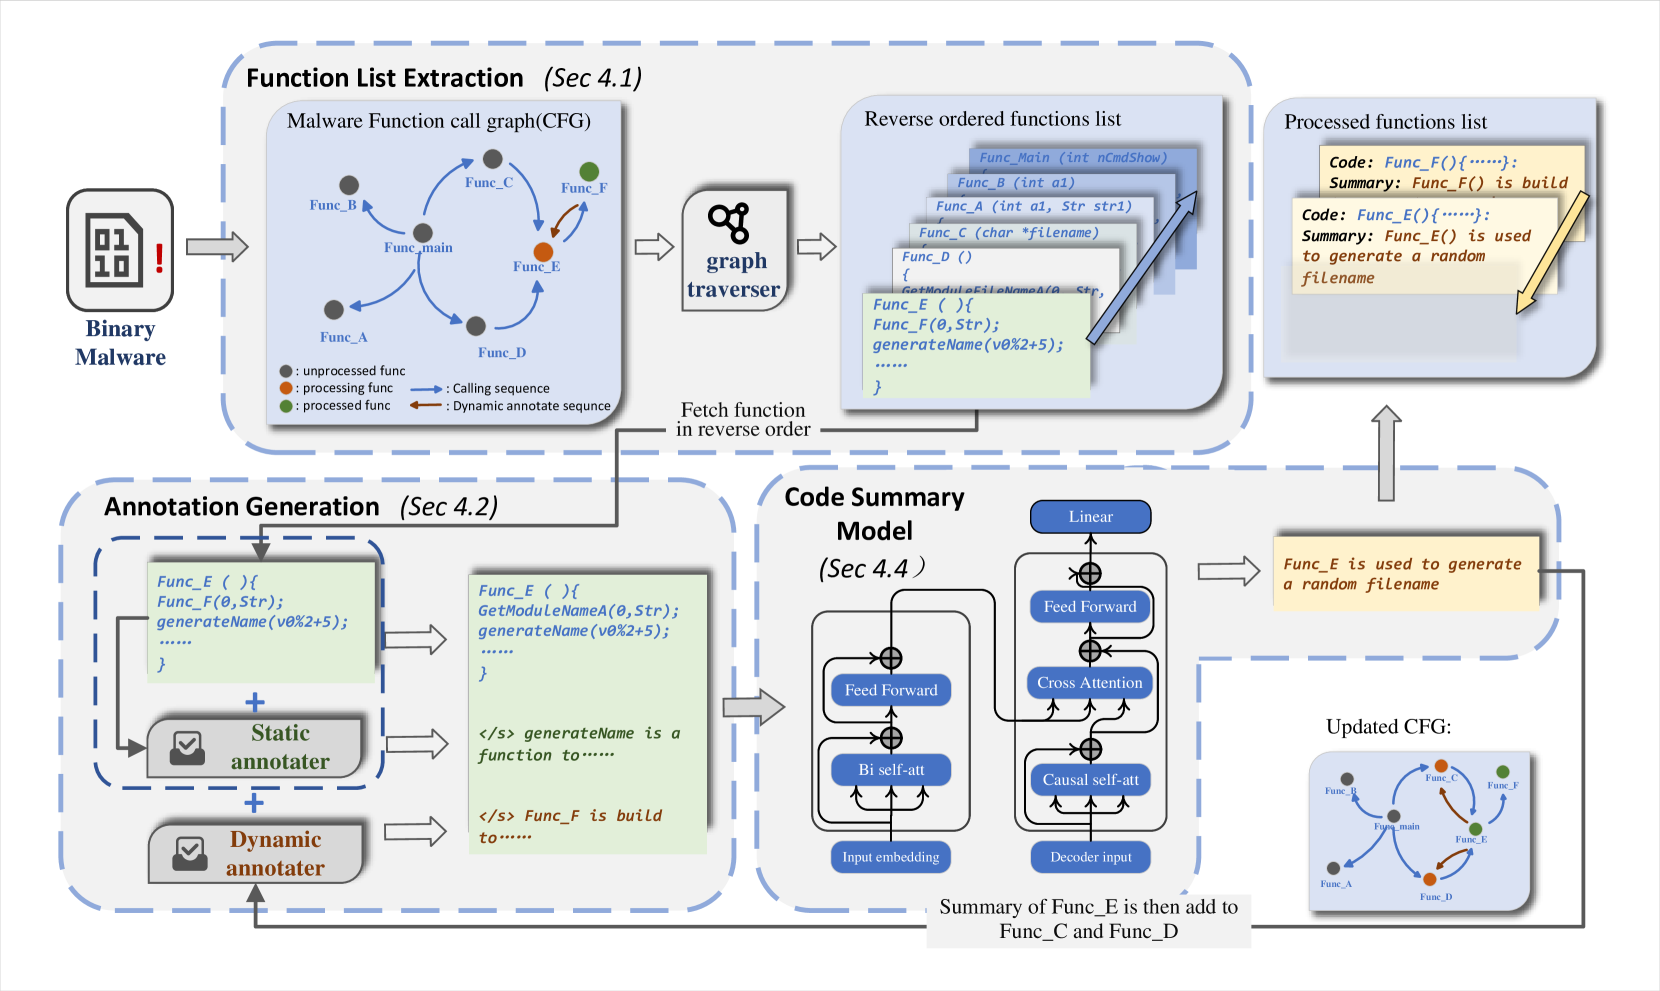 Function List Extraction (Sec 4.1)
Malware Function call graph(CFG)
Func_C
Func_F
Func_B
Func_main
Func_E
Func_A
Func_D
: unprocessed func
: processing func
: Calling sequence
: processed func
: Dynamic annotate sequnce
01
10
!
Binary
Malware
graph
traverser
Reverse ordered functions list
Func_Main (int nCmdShow)
{
Func_B (int a1)
Func_A (int a1, Str str1)
{
Func_C (char *filename)
{
Func_D ()
{
GetModuleFileNameA(0, Str,
Func_E ( ){
Func_F(0,Str);
generateName(v0%2+5);
······
}
Processed functions list
Code: Func_F(){······}:
Summary: Func_F() is build
Code: Func_E(){······}:
Summary: Func_E() is used
to generate a random
filename
Fetch function
in reverse order
Annotation Generation (Sec 4.2)
Func_E ( ){
Func_F(0,Str);
generateName(v0%2+5);
······
}
+
Static
annotater
+
Dynamic
annotater
Func_E ( ){
GetModuleNameA(0,Str);
generateName(v0%2+5);
······
}
</s> generateName is a
function to······
</s> Func_F is build
to······
Code Summary
Model
(Sec 4.4）
Feed Forward
Bi self-att
Input embedding
Linear
Feed Forward
Cross Attention
Causal self-att
Decoder input
Func_E is used to generate
a random filename
Updated CFG:
Func_C
Func_F
Func_B
Func_main
Func_E
Func_A
Func_D
Summary of Func_E is then add to
Func_C and Func_D